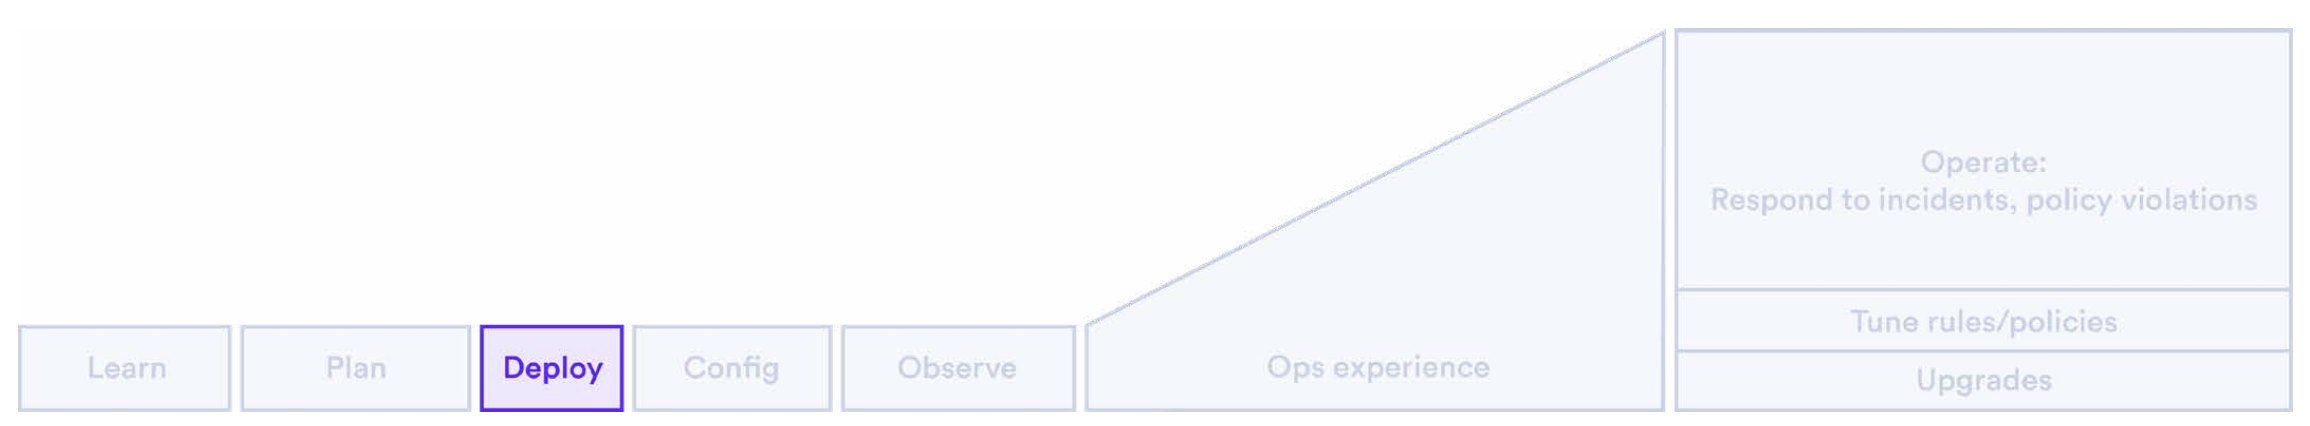 Learn
Plan
Deploy
Config
Observe
Ops experience
Operate:
Respond to incidents, policy violations
Tune rules/policies
Upgrades